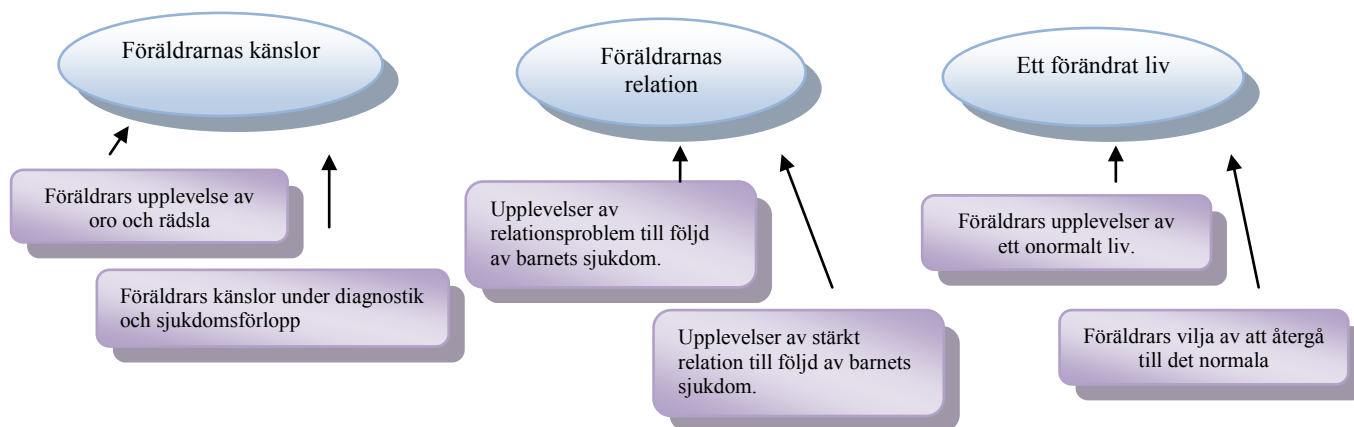 Föräldrarnas känslor
Föräldrarnas
relation
Ett förändrat liv
Föräldrars upplevelse av
oro och rädsla
Föräldrars känslor under diagnostik
och sjukdomsförlopp
Upplevelser av
relationsproblem till följd
av barnets sjukdom.
Upplevelser av stärkt
relation till följd av barnets
sjukdom.
Föräldrars upplevelser av
ett onormalt liv.
Föräldrars vilja av att återgå
till det normala